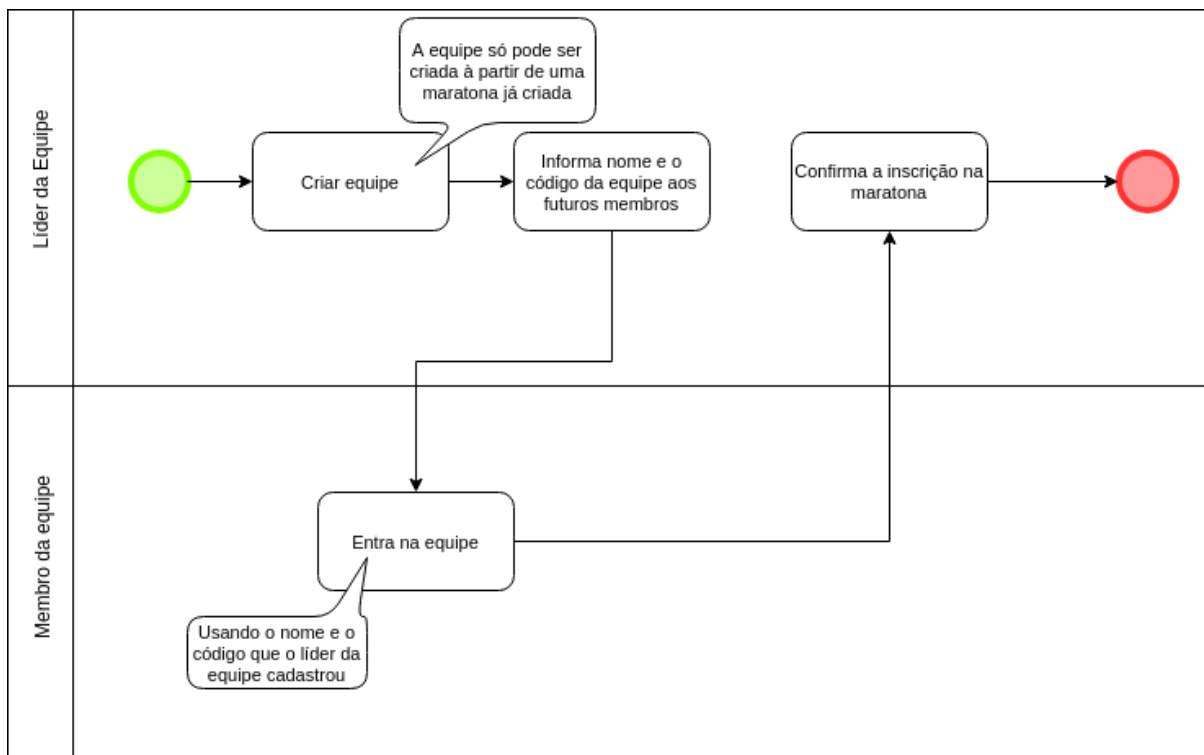 Líder da Equipe
A equipe só pode ser
criada à partir de uma
maratona já criada
Criar equipe
Informa nome e o
código da equipe aos
futuros membros
Confirma a inscrição na
maratona
Membro da equipe
Entra na equipe
Usando o nome e o
código que o líder da
equipe cadastrou